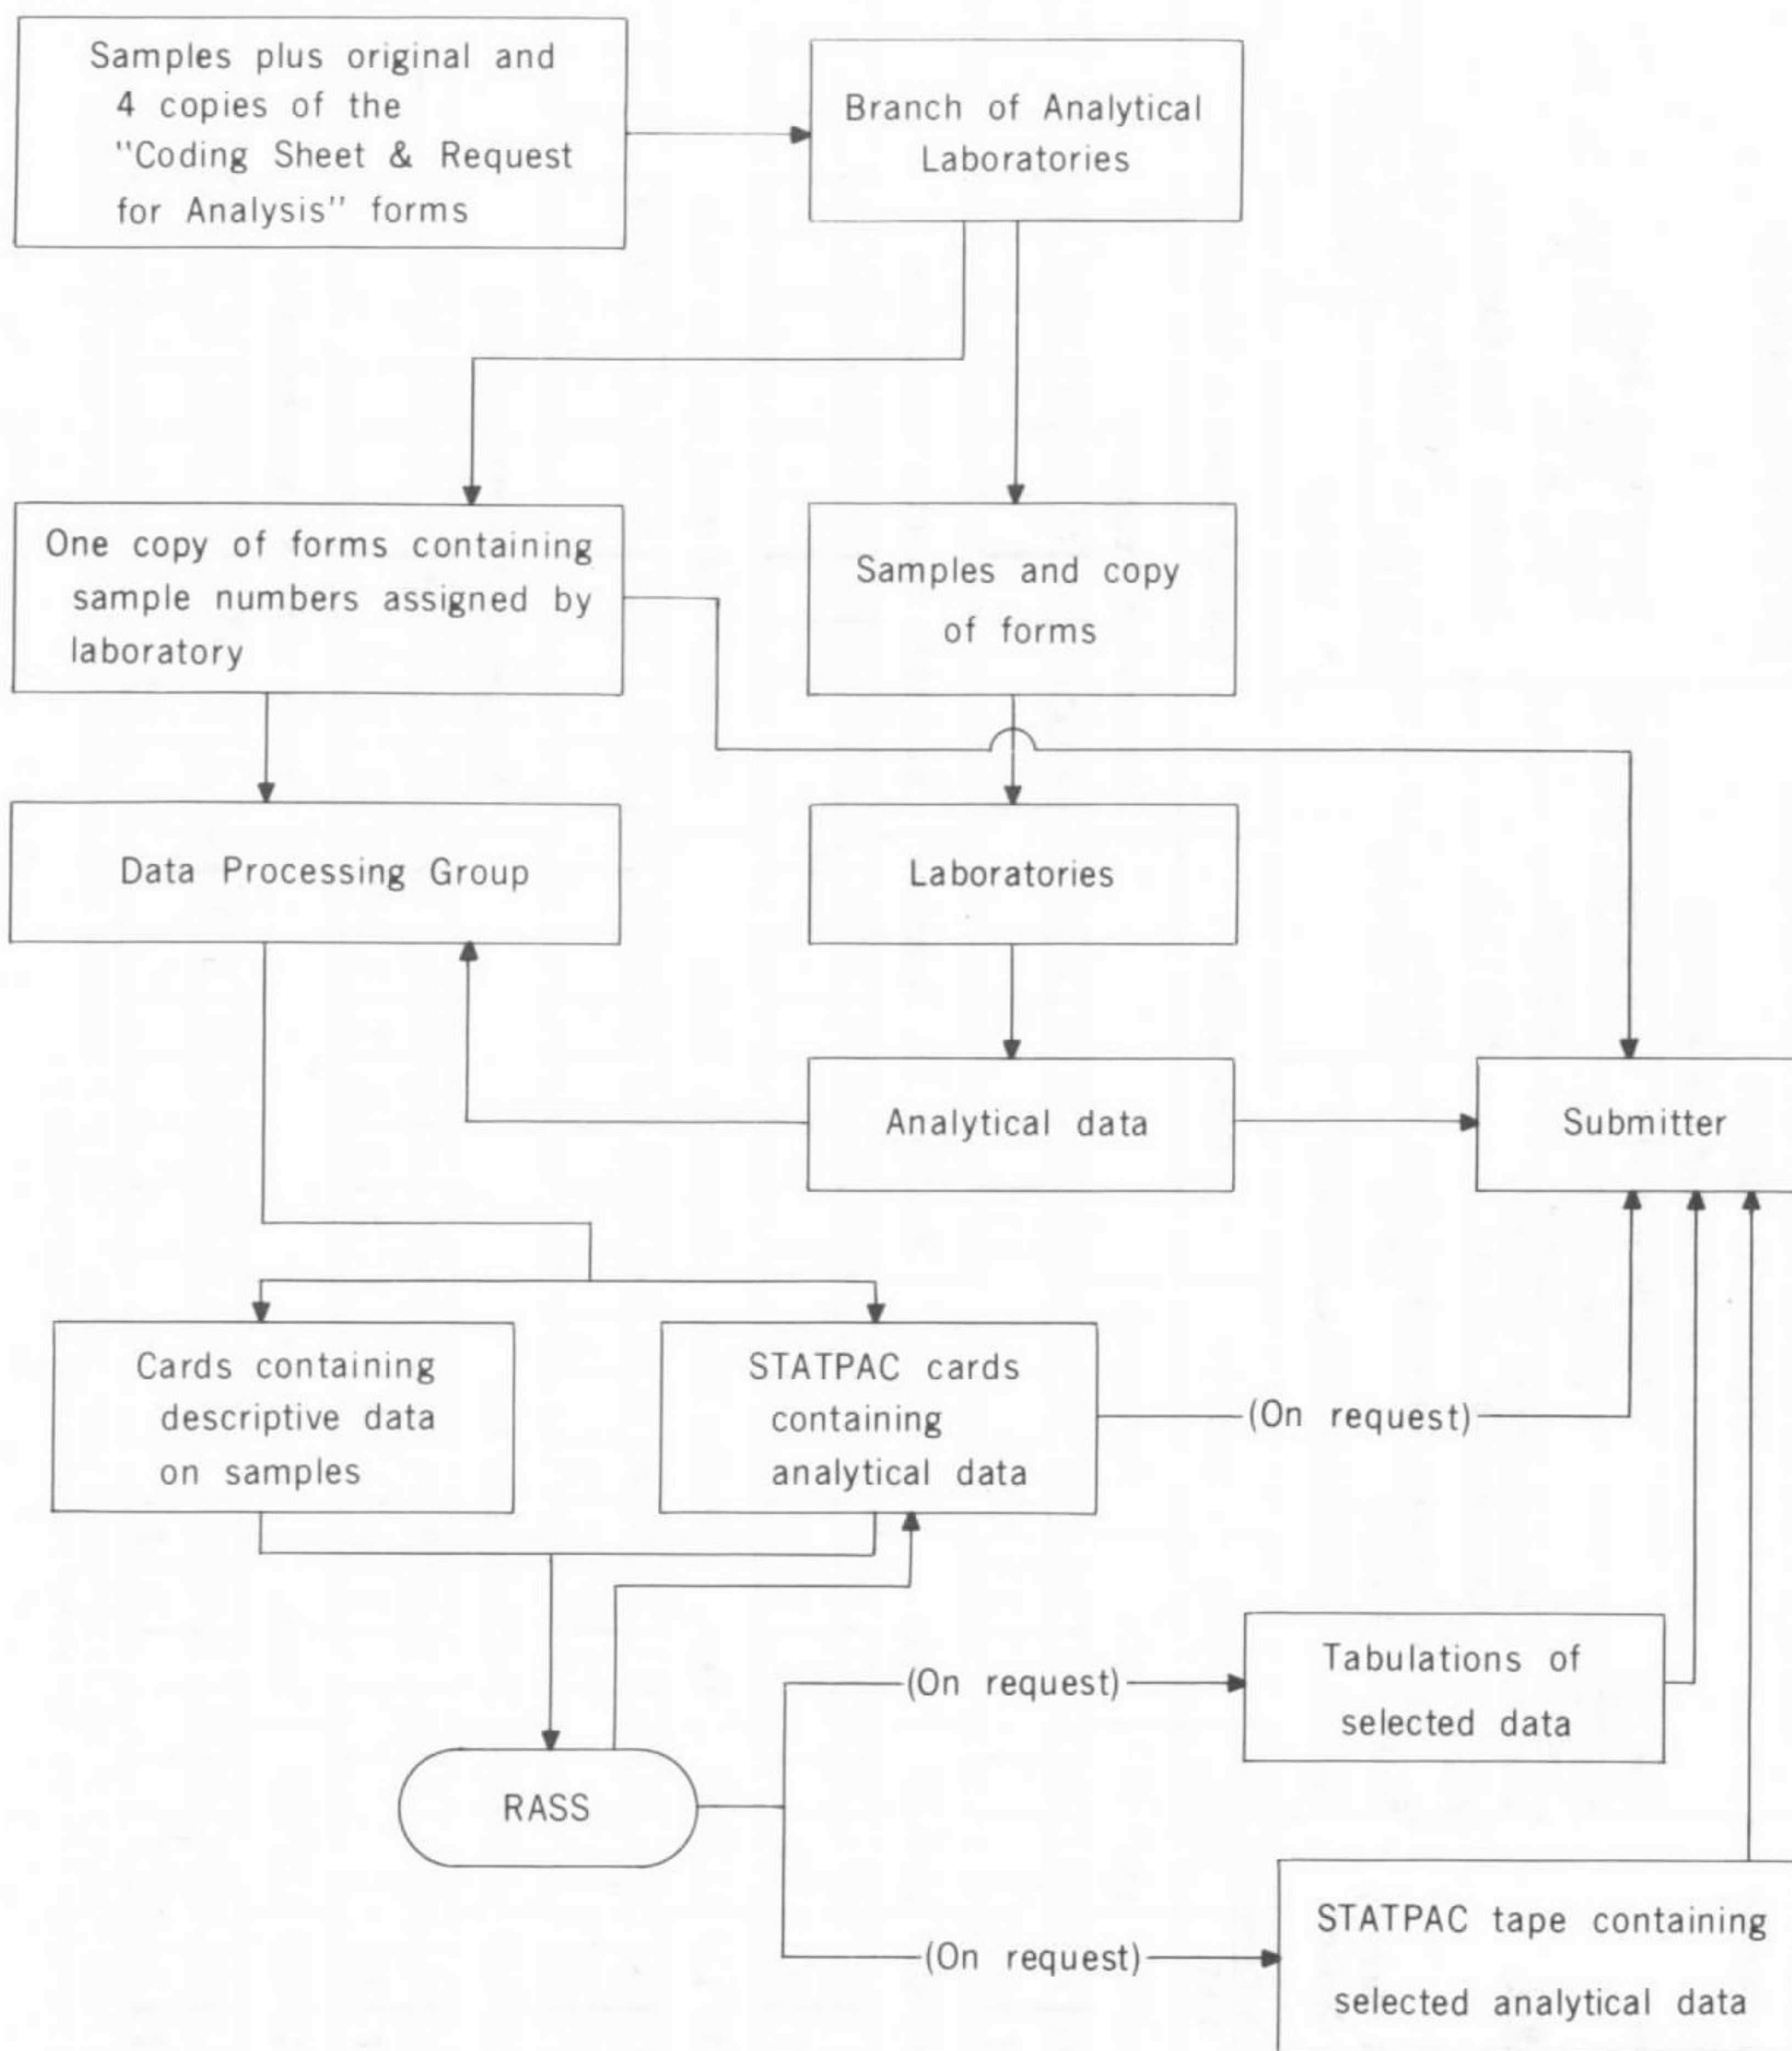 Samples plus original and
4 copies of the
"Coding Sheet & Request
for Analysis" forms
Branch of Analytical
Laboratories
One copy of forms containing
sample numbers assigned by
laboratory
Samples and copy
of forms
Data Processing Group
Laboratories
Analytical data
Submitter
Cards containing
descriptive data
on samples
STATPAC cards
containing
analytical data
(On request)
(On request)
Tabulations of
selected data
RASS
(On request)
STATPAC tape containing
selected analytical data